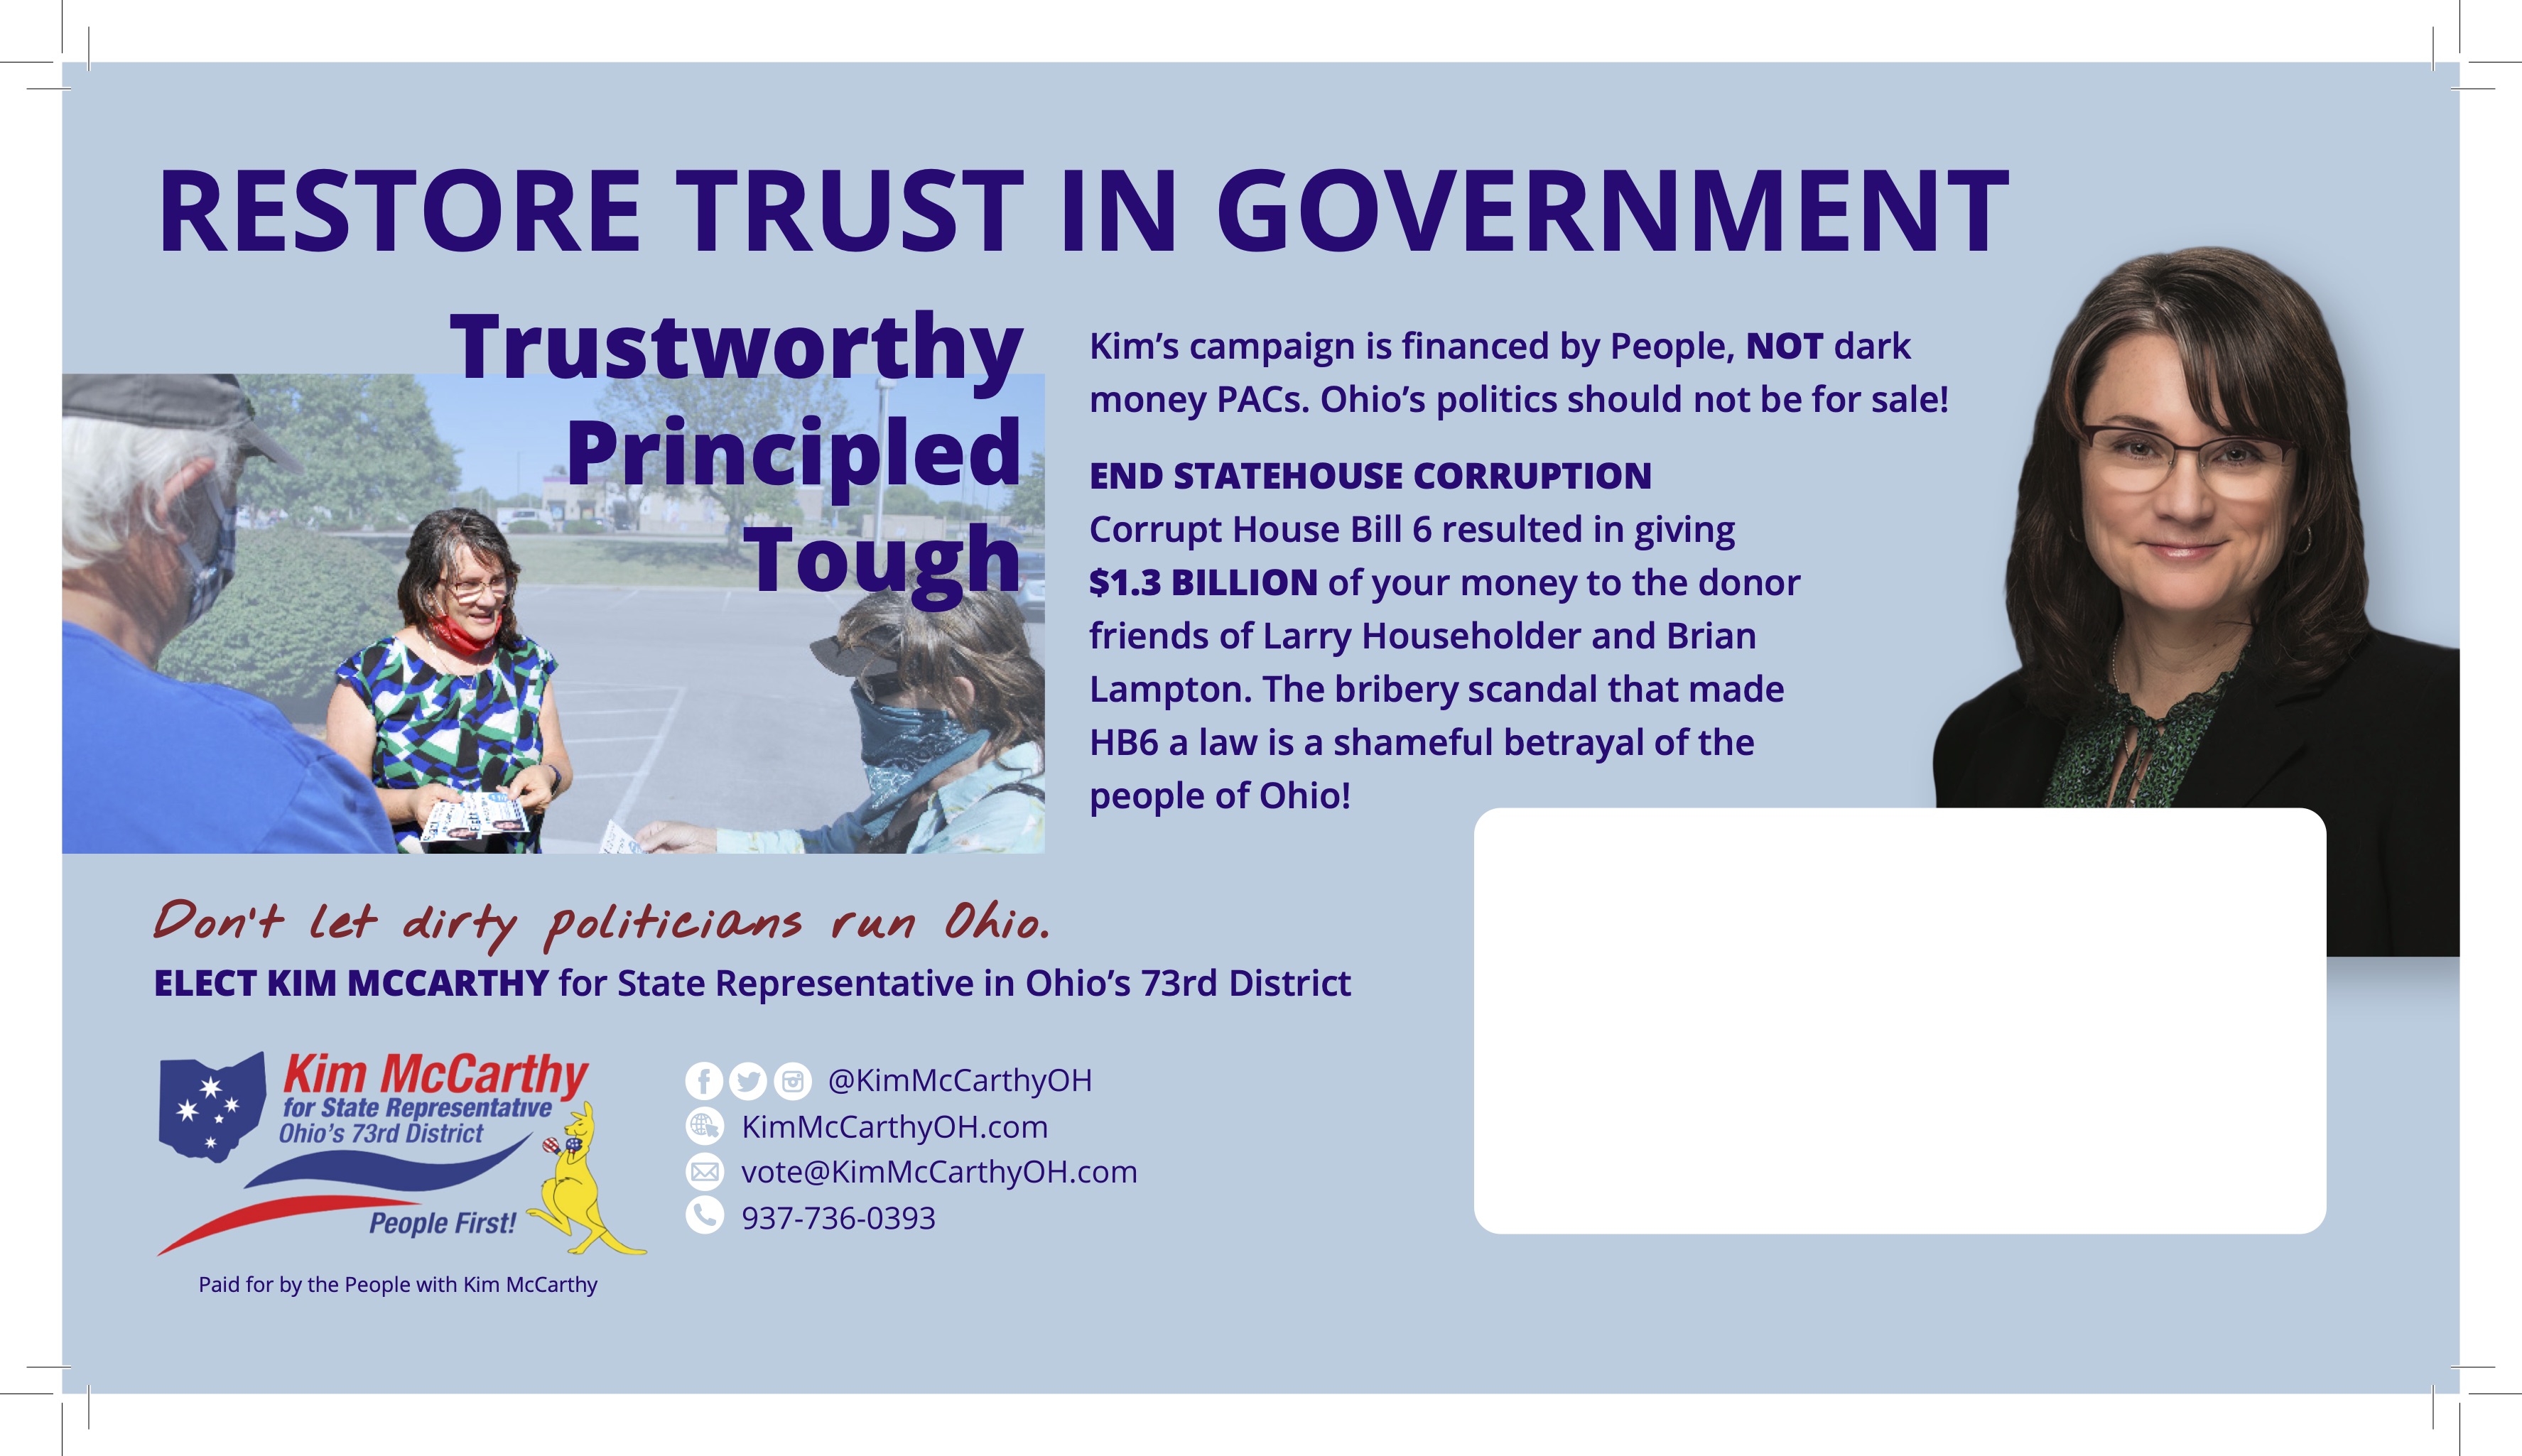 RESTORE TRUST IN GOVERNMENT
Trustworthy
Principled
Tough
Kim’s campaign is financed by People, NOT dark
money PACs. Ohio’s politics should not be for sale!
END STATEHOUSE CORRUPTION
Corrupt House Bill 6 resulted in giving
$1.3 BILLION of your money to the donor
friends of Larry Householder and Brian
Lampton. The bribery scandal that made
HB6 a law is a shameful betrayal of the
people of Ohio!
Don't let dirty politicians run Ohio.
ELECT KIM MCCARTHY for State Representative in Ohio’s 73rd District
Kim McCarthy
for State Representative
Ohio’s 73rd District
People First!
@KimMcCarthyOH
KimMcCarthyOH.com
vote@KimMcCarthyOH.com
937-736-0393
Paid for by the People with Kim McCarthy